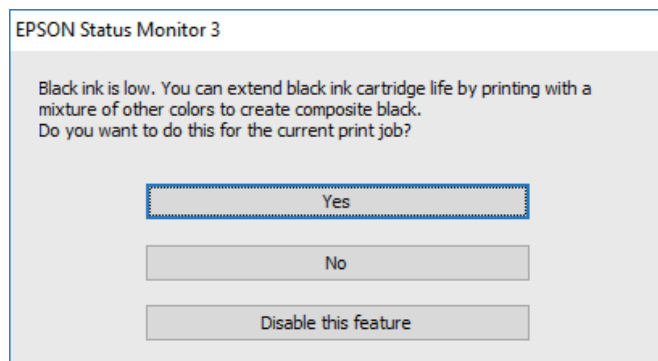 EPSON Status Monitor 3
Black ink is low. You can extend black ink cartridge life by printing with a
mixture of other colors to create composite black.
Do you want to do this for the current print job?
Yes
No
Disable this feature